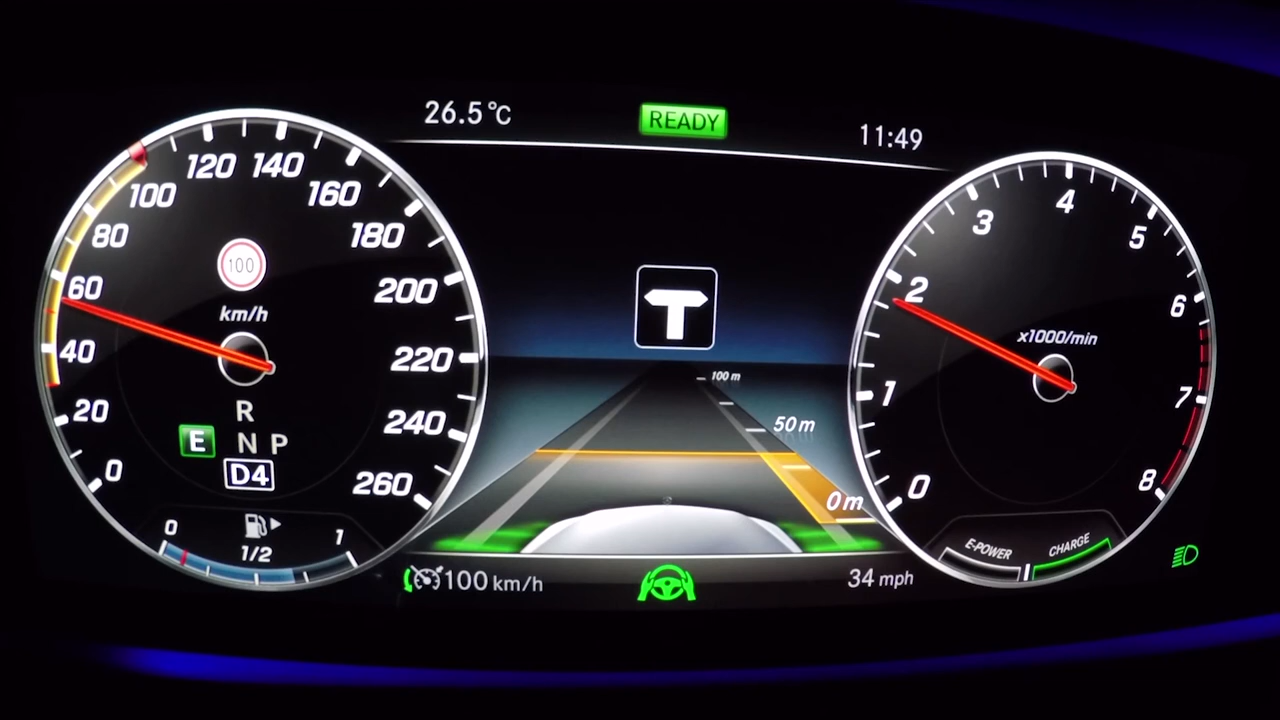 26.5°C
READY
11:49
0
20
40
60
80
100
120
140
160
180
200
220
240
260
100
km/h
R
E
N P
D4
0
1/2
1
100 m
50 m
0 m
100 km/h
34 mph
0
1
2
3
4
5
6
7
8
x1000/min
E-POWER
CHARGE